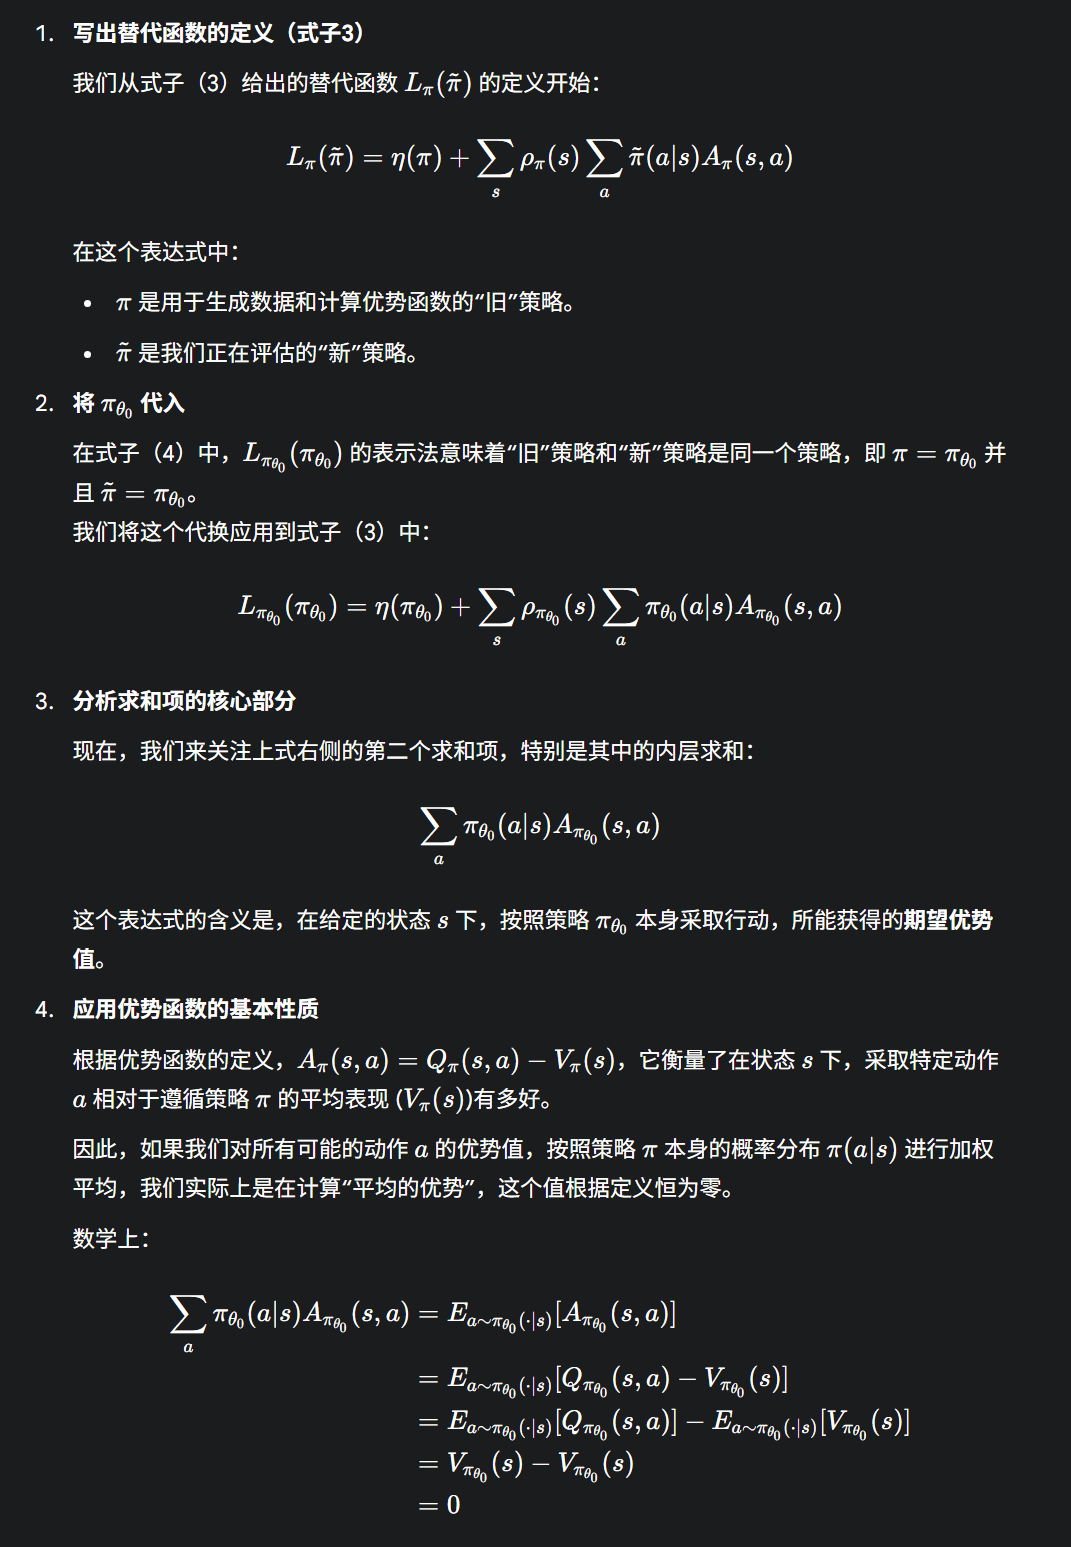 1. 写出替代函数的定义（式子3）
我们从式子（3）给出的替代函数 $L_\pi(\tilde{\pi})$ 的定义开始：
$L_\pi(\tilde{\pi}) = \eta(\pi) + \sum_s \rho_\pi(s) \sum_a \tilde{\pi}(a|s) A_\pi(s, a)$
在这个表达式中：
• $\pi$ 是用于生成数据和计算优势函数的“旧”策略。
• $\tilde{\pi}$ 是我们正在评估的“新”策略。
2. 将 $\pi_{\theta_0}$ 代入
在式子（4）中，$L_{\pi_{\theta_0}}(\pi_{\theta_0})$ 的表示法意味着“旧”策略和“新”策略是同一个策略，即 $\pi = \pi_{\theta_0}$ 并
且 $\tilde{\pi} = \pi_{\theta_0}$。
我们将这个代换应用到式子（3）中：
$L_{\pi_{\theta_0}}(\pi_{\theta_0}) = \eta(\pi_{\theta_0}) + \sum_s \rho_{\pi_{\theta_0}}(s) \sum_a \pi_{\theta_0}(a|s) A_{\pi_{\theta_0}}(s, a)$
3. 分析求和项的核心部分
现在，我们来关注上式右侧的第二个求和项，特别是其中的内层求和：
$\sum_a \pi_{\theta_0}(a|s) A_{\pi_{\theta_0}}(s, a)$
这个表达式的含义是，在给定的状态 $s$ 下，按照策略 $\pi_{\theta_0}$ 本身采取行动，所能获得的期望优势
值。
4. 应用优势函数的基本性质
根据优势函数的定义，$A_\pi(s, a) = Q_\pi(s, a) - V_\pi(s)$，它衡量了在状态 $s$ 下，采取特定动作
$a$ 相对于遵循策略 $\pi$ 的平均表现 ($V_\pi(s)$)有多好。
因此，如果我们对所有可能的动作 $a$ 的优势值，按照策略 $\pi$ 本身的概率分布 $\pi(a|s)$ 进行加权
平均，我们实际上是在计算“平均的优势”，这个值根据定义恒为零。
数学上：
$\sum_a \pi_{\theta_0}(a|s) A_{\pi_{\theta_0}}(s, a) = E_{a \sim \pi_{\theta_0}(\cdot|s)}[A_{\pi_{\theta_0}}(s, a)]$
$= E_{a \sim \pi_{\theta_0}(\cdot|s)}[Q_{\pi_{\theta_0}}(s, a) - V_{\pi_{\theta_0}}(s)]$
$= E_{a \sim \pi_{\theta_0}(\cdot|s)}[Q_{\pi_{\theta_0}}(s, a)] - E_{a \sim \pi_{\theta_0}(\cdot|s)}[V_{\pi_{\theta_0}}(s)]$
$= V_{\pi_{\theta_0}}(s) - V_{\pi_{\theta_0}}(s)$
$= 0$